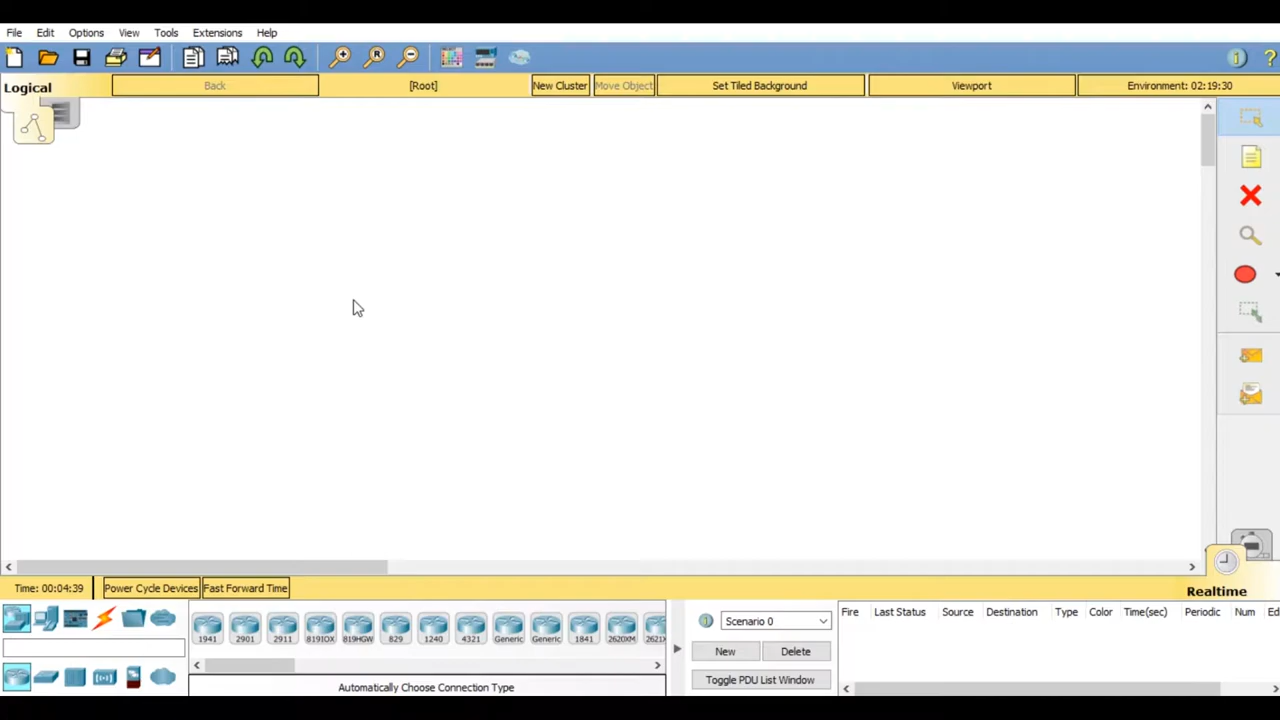 File Edit Options View Tools Extensions Help
Logical Back [Root] New Cluster Move Object Set Tiled Background Viewport Environment: 02:19:30
Time: 00:04:39 Power Cycle Devices Fast Forward Time Realtime
1941 2901 2911 819IOX 819HGW 829 1240 4321 Generic Generic 1841 2620XM 2621X
Scenario 0
New Delete
Toggle PDU List Window
Fire Last Status Source Destination Type Color Time(sec) Periodic Num Ed
Automatically Choose Connection Type